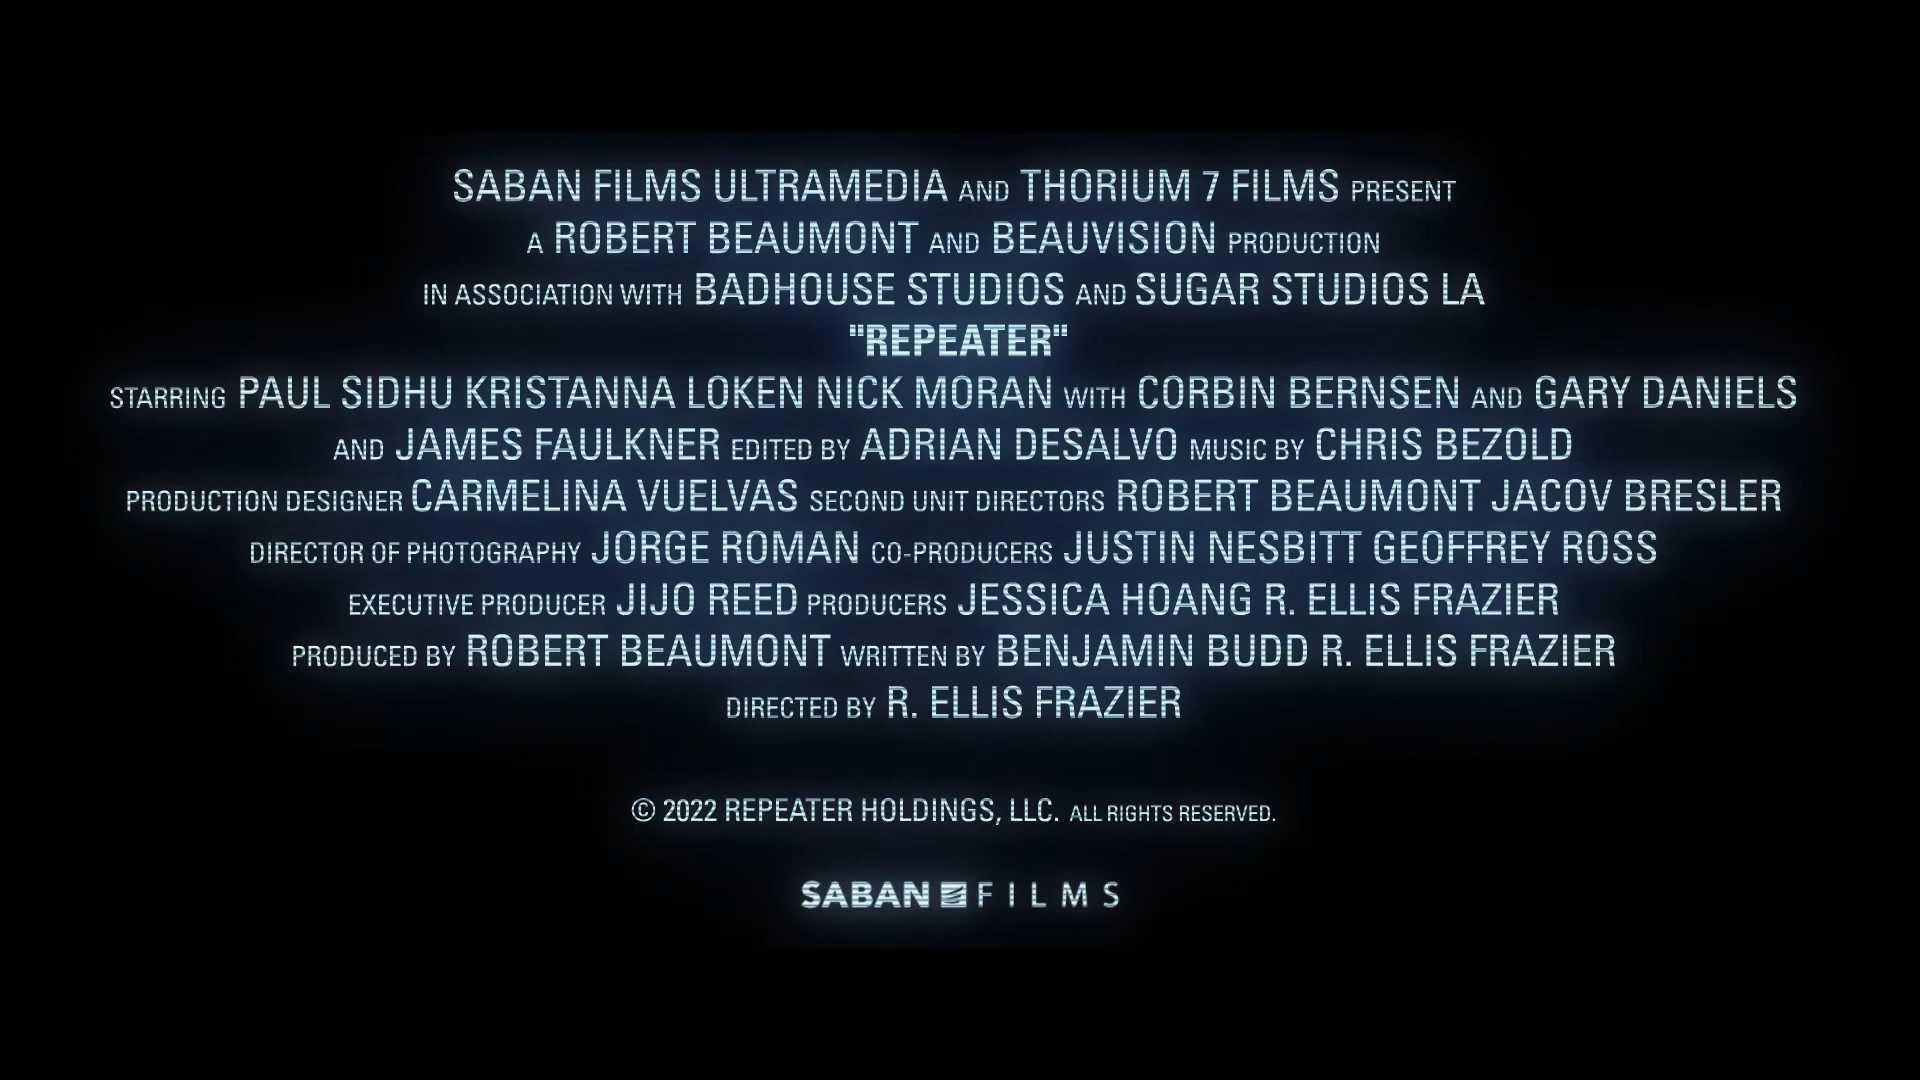 SABAN FILMS ULTRAMEDIA AND THORIUM 7 FILMS PRESENT
A ROBERT BEAUMONT AND BEAUVISION PRODUCTION
IN ASSOCIATION WITH BADHOUSE STUDIOS AND SUGAR STUDIOS LA
"REPEATER"
STARRING PAUL SIDHU KRISTANNA LOKEN NICK MORAN WITH CORBIN BERNSEN AND GARY DANIELS
AND JAMES FAULKNER EDITED BY ADRIAN DESALVO MUSIC BY CHRIS BEZOLD
PRODUCTION DESIGNER CARMELINA VUELVAS SECOND UNIT DIRECTORS ROBERT BEAUMONT JACOV BRESLER
DIRECTOR OF PHOTOGRAPHY JORGE ROMAN CO-PRODUCERS JUSTIN NESBITT GEOFFREY ROSS
EXECUTIVE PRODUCER JIJO REED PRODUCERS JESSICA HOANG R. ELLIS FRAZIER
PRODUCED BY ROBERT BEAUMONT WRITTEN BY BENJAMIN BUDD R. ELLIS FRAZIER
DIRECTED BY R. ELLIS FRAZIER
© 2022 REPEATER HOLDINGS, LLC. ALL RIGHTS RESERVED.
SABAN FILMS